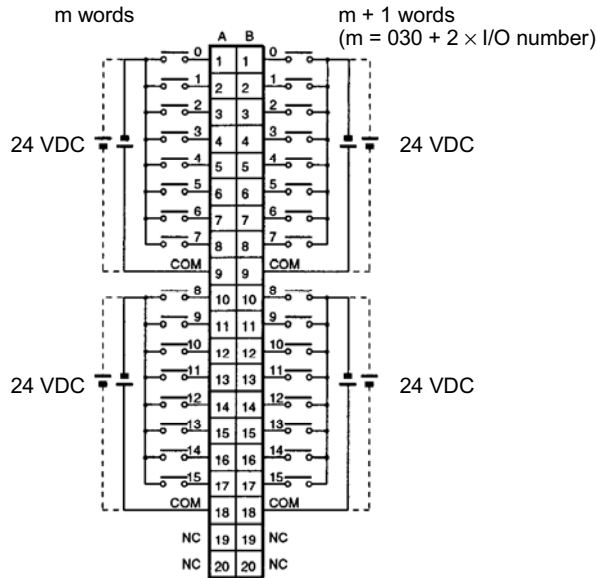 m words
m + 1 words
(m = 030 + 2 × I/O number)
A B
0 1 1 0
1 2 2 1
2 3 3 2
3 4 4 3
24 VDC 24 VDC
4 5 5 4
5 6 6 5
6 7 7 6
7 8 8 7
COM 9 9 COM
8 10 10 8
9 11 11 9
10 12 12 10
11 13 13 11
24 VDC 24 VDC
12 14 14 12
13 15 15 13
14 16 16 14
15 17 17 15
COM 18 18 COM
NC 19 19 NC
NC 20 20 NC